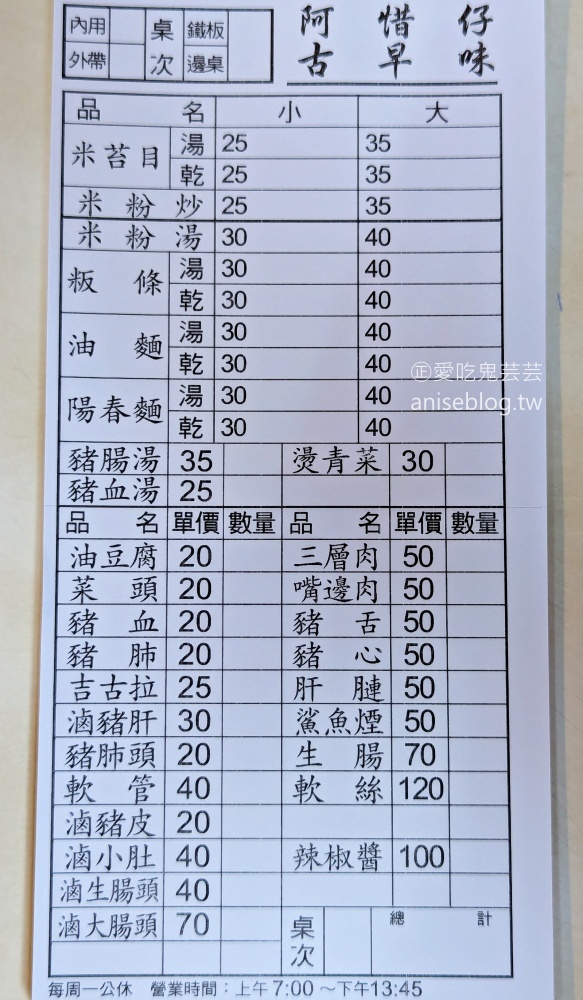 內用 桌次 鐵板 阿惜仔
外帶 邊桌 古早味
品名 小 大
米苔目 湯 25 35
乾 25 35
米粉炒 25 35
米粉湯 30 40
粄條 湯 30 40
乾 30 40
油麵 湯 30 40
乾 30 40
陽春麵 湯 30 40
乾 30 40
㊣愛吃鬼芸芸
aniseblog.tw
豬腸湯 35 燙青菜 30
豬血湯 25
品名 單價 數量 品名 單價 數量
油豆腐 20 三層肉 50
菜頭 20 嘴邊肉 50
豬血 20 豬舌 50
豬肺 20 豬心 50
吉古拉 25 肝腱 50
滷豬肝 30 鯊魚煙 50
豬肺頭 20 生腸 70
軟管 40 軟絲 120
滷豬皮 20
滷小肚 40 辣椒醬 100
滷生腸頭 40
滷大腸頭 70 桌次 總計
每周一公休 營業時間：上午7:00～下午13:45